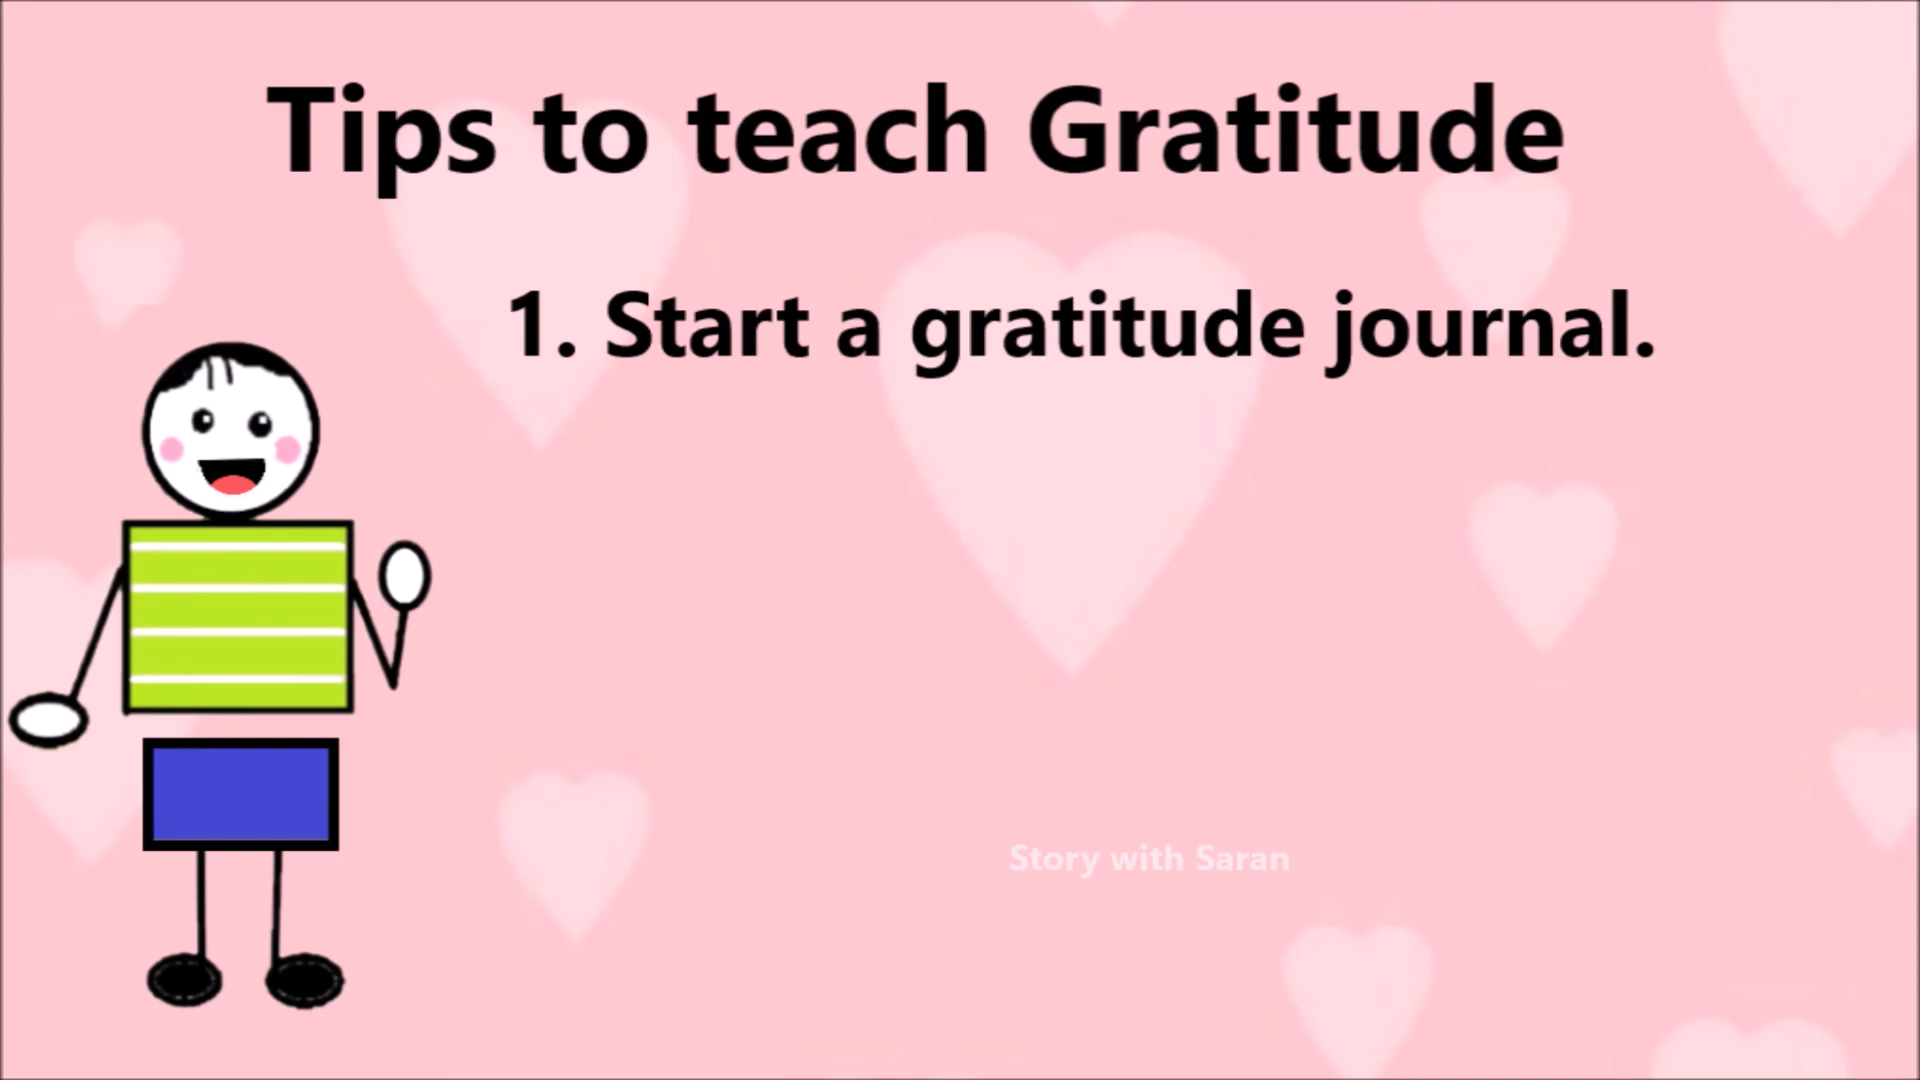 Tips to teach Gratitude
1. Start a gratitude journal.
Story with Saran